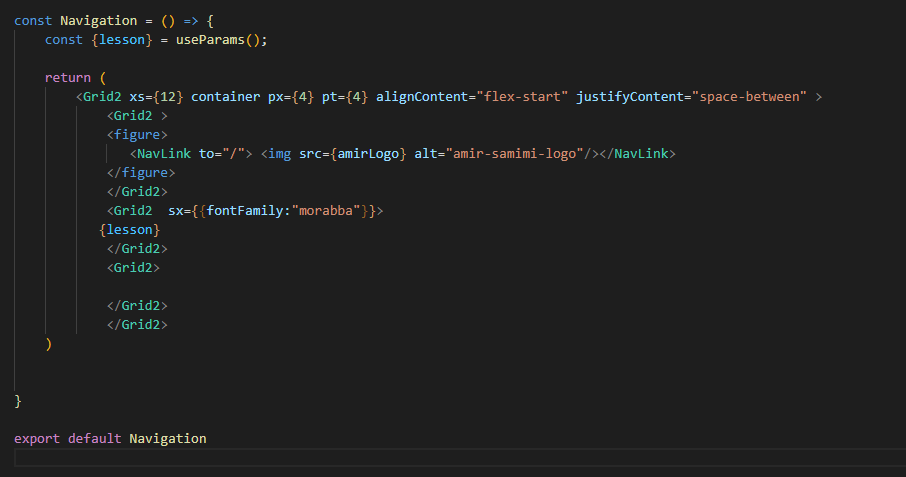 const Navigation = () => {
    const {lesson} = useParams();

    return (
        <Grid2 xs={12} container px={4} pt={4} alignContent="flex-start" justifyContent="space-between" >
            <Grid2 >
            <figure>
               <NavLink to="/"> <img src={amirLogo} alt="amir-samimi-logo"/></NavLink>
            </figure>
            </Grid2>
            <Grid2  sx={{fontFamily:"morabba"}}>
           {lesson}
            </Grid2>
            <Grid2>

            </Grid2>
            </Grid2>
    )


}

export default Navigation